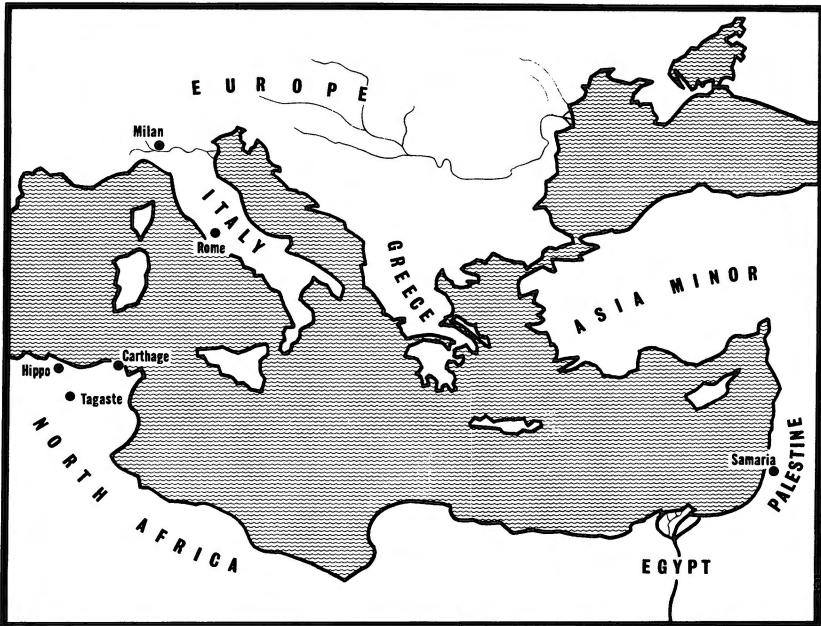 EUROPE
Milan
ITALY
Rome
GREECE
ASIA MINOR
Carthage
Hippo
Tagaste
NORTH AFRICA
Samaria
PALESTINE
EGYPT